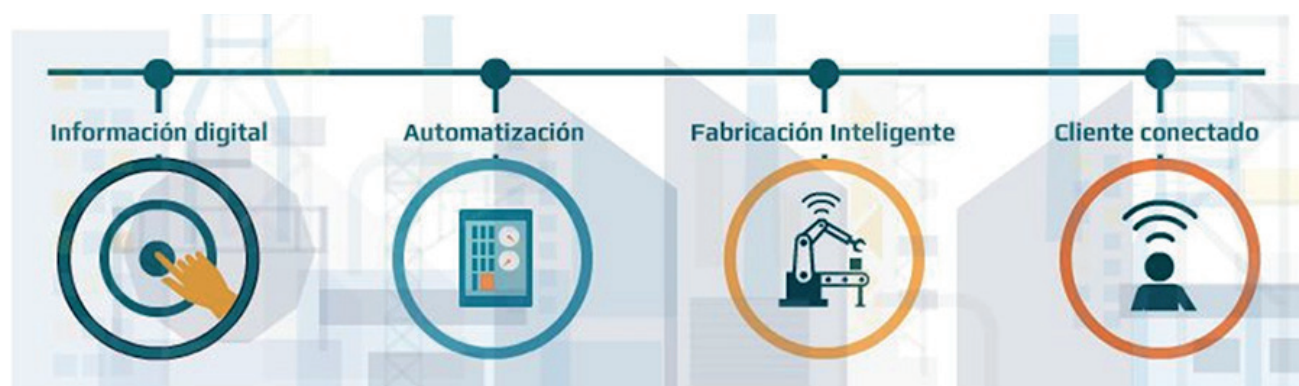 Información digital
Automatización
Fabricación Inteligente
Cliente conectado